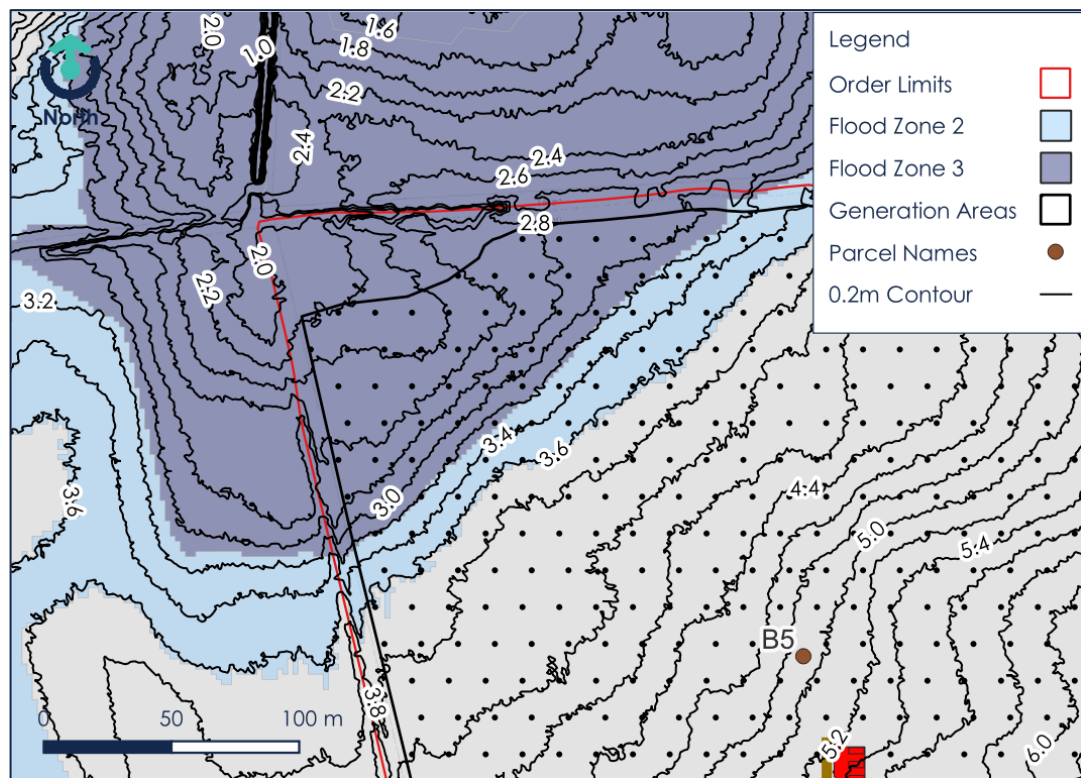 2.0
1.0
1.6
1.8
2.2
2.4
2.4
2.6
2.8
2.0
2.2
3.2
3.4
3.6
3.0
3.6
4.4
5.0
5.4
B5
3.8
5.2
6.0
North
0 50 100 m
Legend
Order Limits
Flood Zone 2
Flood Zone 3
Generation Areas
Parcel Names
0.2m Contour